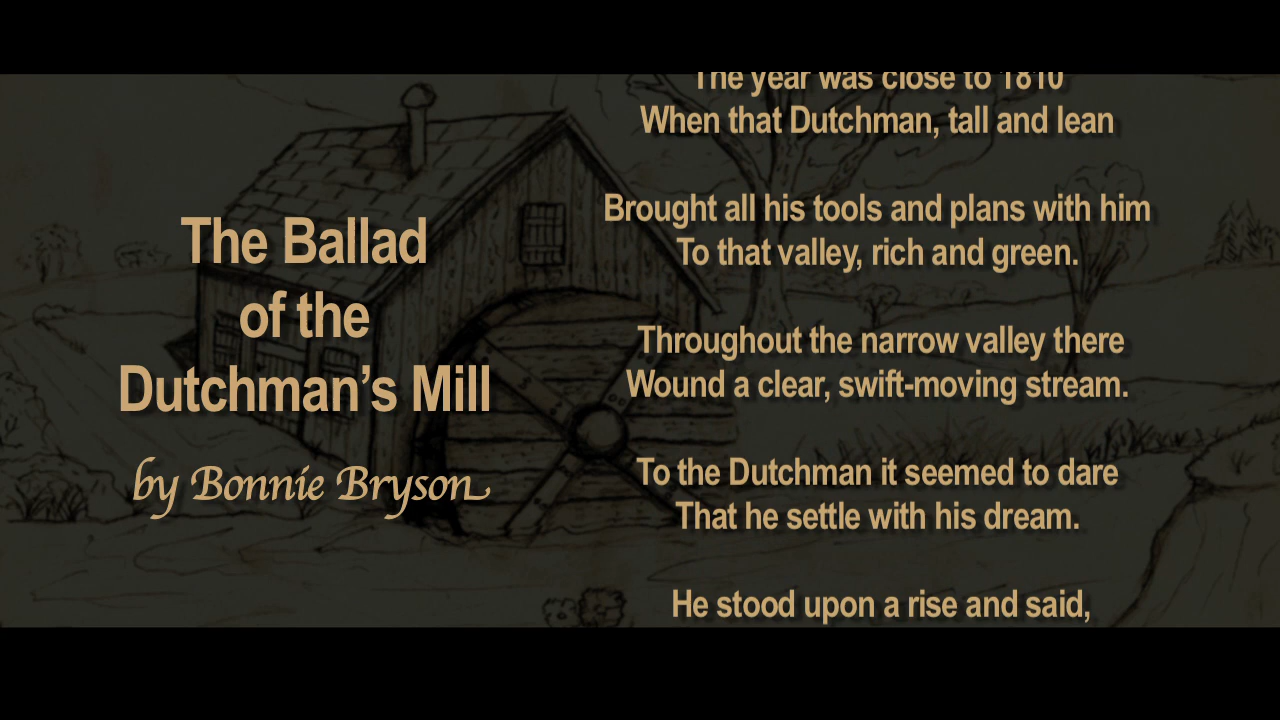 The Ballad
of the
Dutchman’s Mill
by Bonnie Bryson
The year was close to 1810
When that Dutchman, tall and lean
Brought all his tools and plans with him
To that valley, rich and green.
Throughout the narrow valley there
Wound a clear, swift-moving stream.
To the Dutchman it seemed to dare
That he settle with his dream.
He stood upon a rise and said,